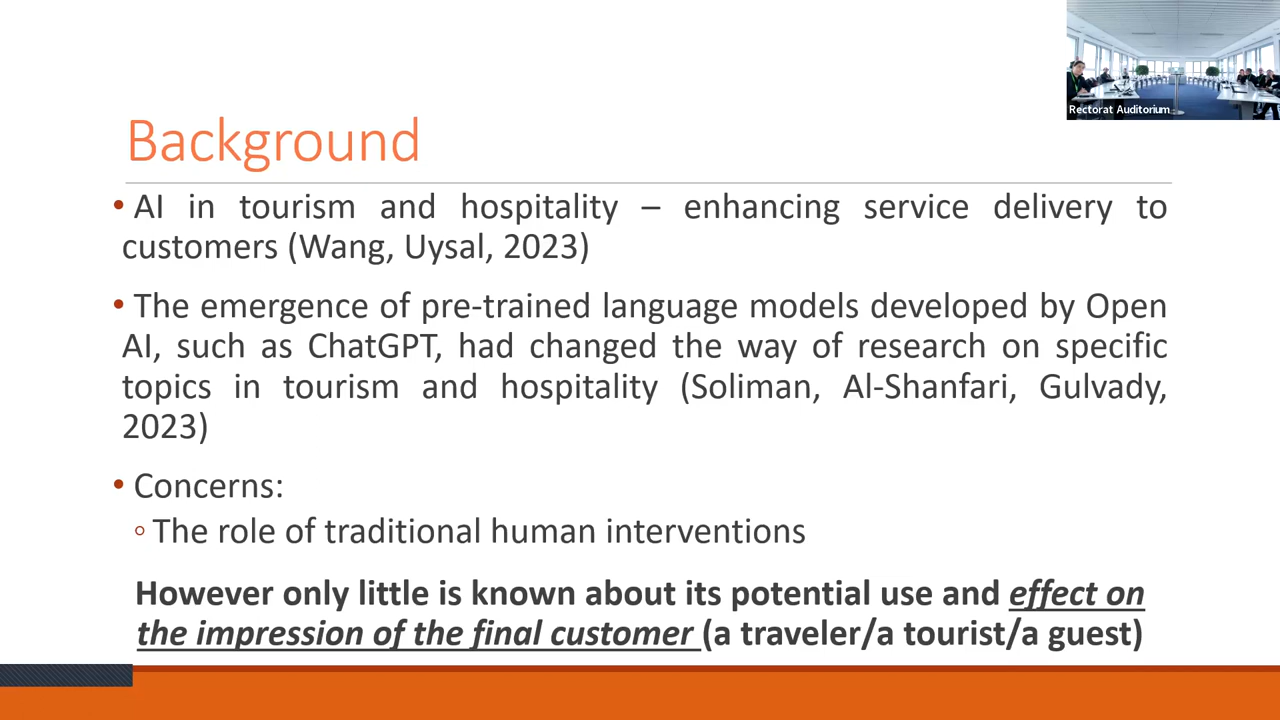 Rectorat Auditorium
Background
• AI in tourism and hospitality – enhancing service delivery to
customers (Wang, Uysal, 2023)
• The emergence of pre-trained language models developed by Open
AI, such as ChatGPT, had changed the way of research on specific
topics in tourism and hospitality (Soliman, Al-Shanfari, Gulvady,
2023)
• Concerns:
◦ The role of traditional human interventions
However only little is known about its potential use and effect on
the impression of the final customer (a traveler/a tourist/a guest)